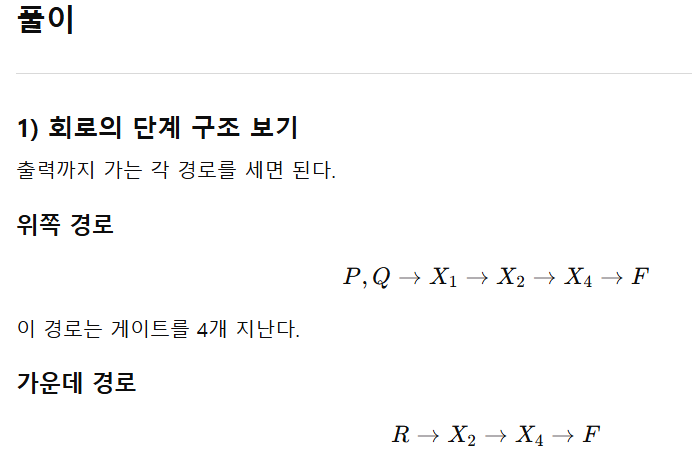 풀이
1) 회로의 단계 구조 보기
출력까지 가는 각 경로를 세면 된다.
위쪽 경로
P, Q → X₁ → X₂ → X₄ → F
이 경로는 게이트를 4개 지난다.
가운데 경로
R → X₂ → X₄ → F